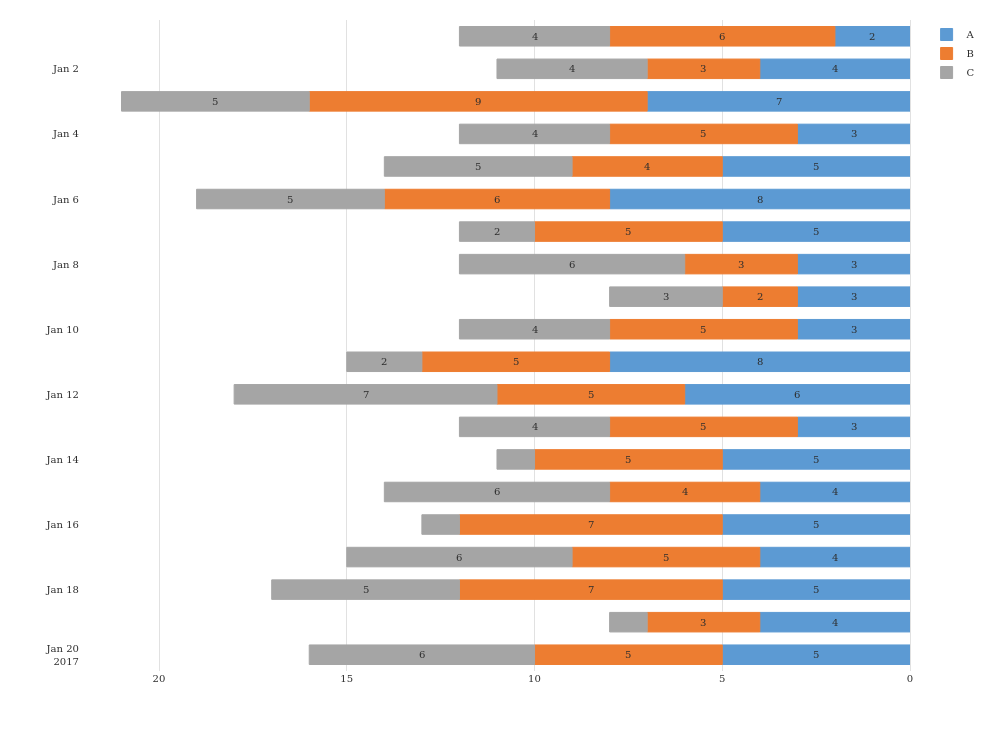 4 6 2 A
B
Jan 2 4 3 4 C
5 9 7
Jan 4 4 5 3
5 4 5
Jan 6 5 6 8
2 5 5
Jan 8 6 3 3
3 2 3
Jan 10 4 5 3
2 5 8
Jan 12 7 5 6
4 5 3
Jan 14 5 5
6 4 4
Jan 16 7 5
6 5 4
Jan 18 5 7 5
3 4
Jan 20 6 5 5
2017
20 15 10 5 0